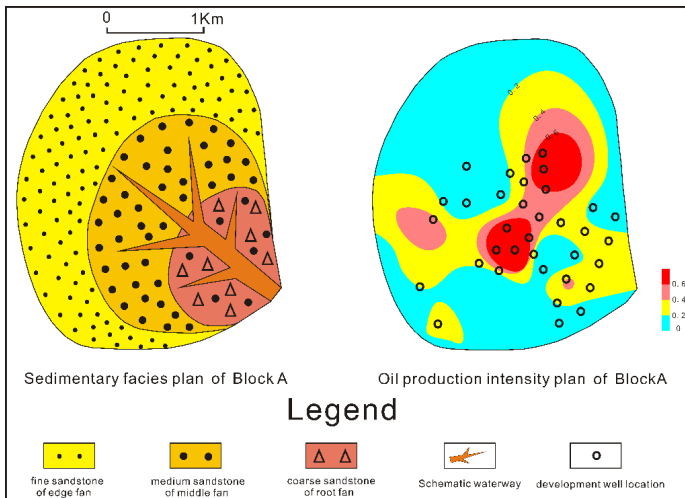 0 1Km
0.2
0.4
0.6
0.6
0.4
0.2
0
Sedimentary facies plan of Block A
Oil production intensity plan of BlockA
Legend
fine sandstone
of edge fan
medium sandstone
of middle fan
coarse sandstone
of root fan
Schematic waterway
development well location